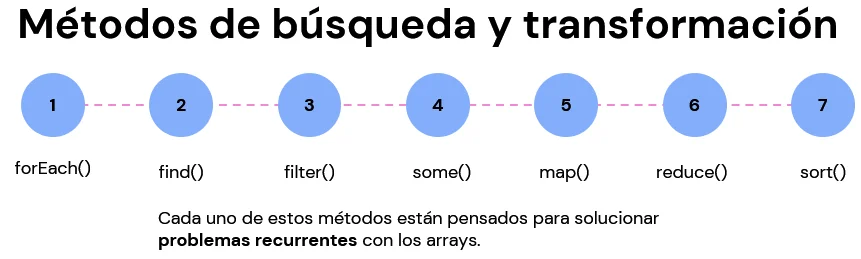 Métodos de búsqueda y transformación
1 2 3 4 5 6 7
forEach() find() filter() some() map() reduce() sort()
Cada uno de estos métodos están pensados para solucionar
problemas recurrentes con los arrays.